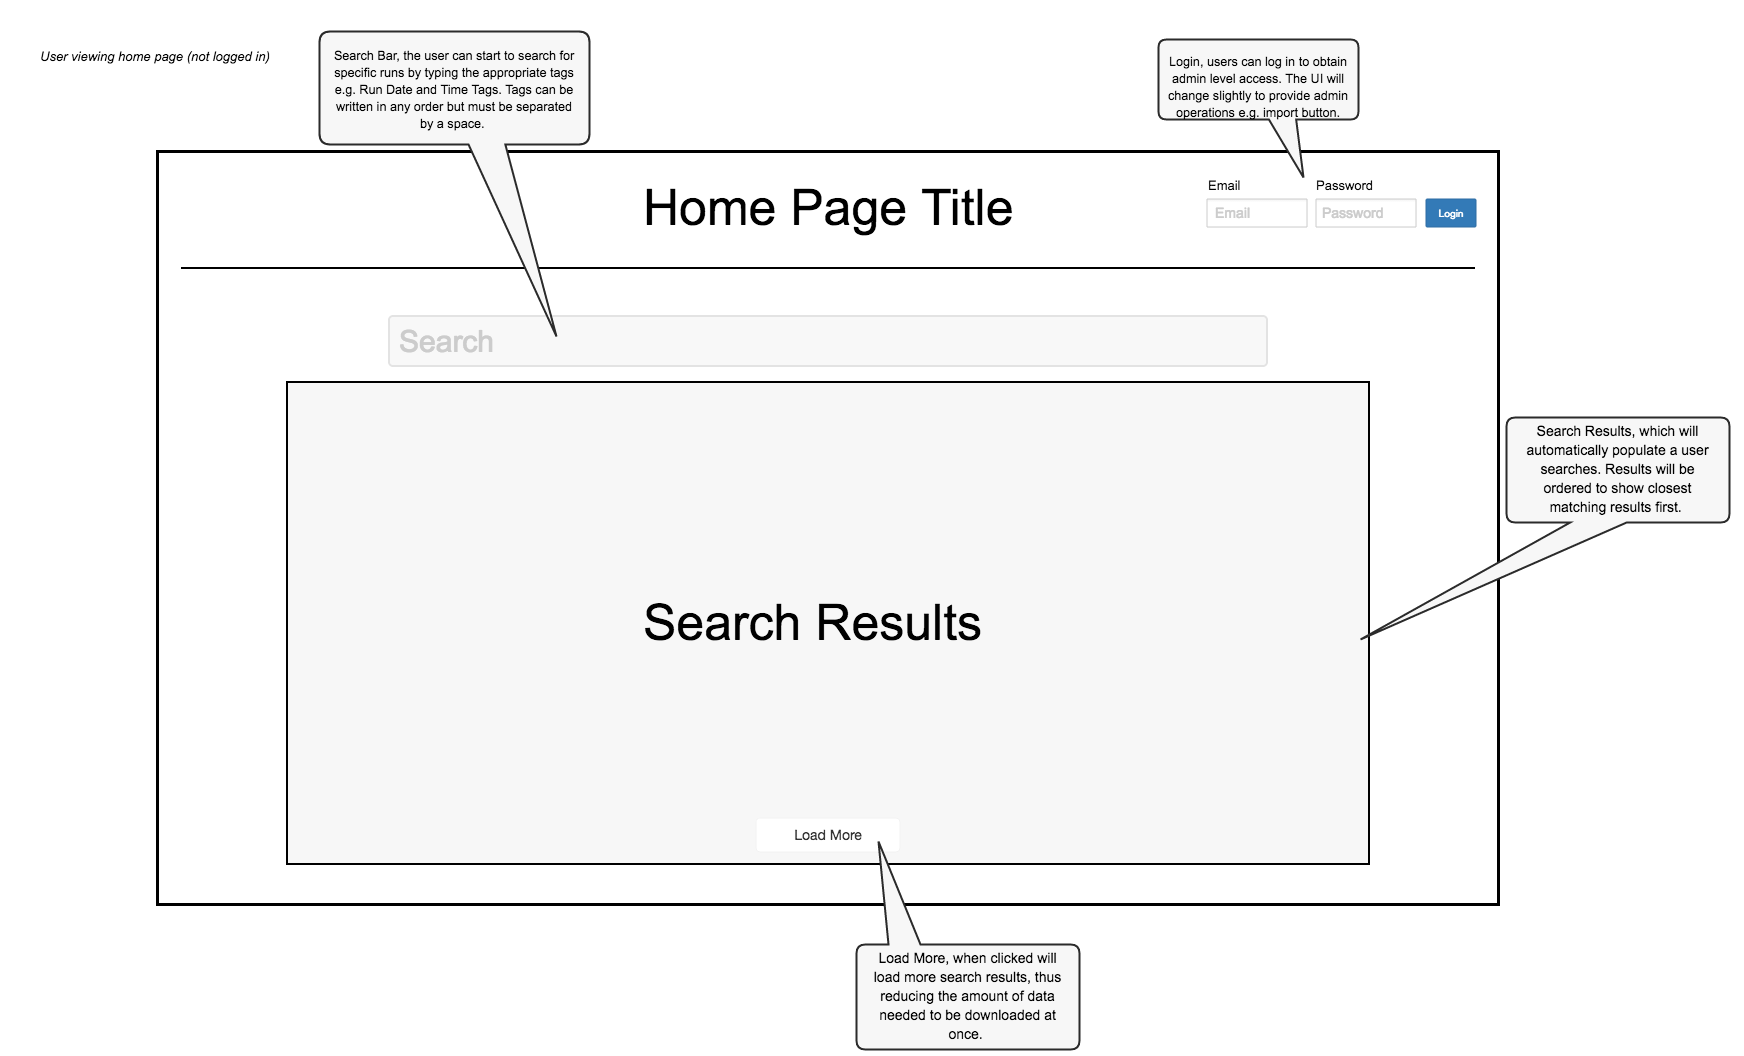 User viewing home page (not logged in)
Search Bar, the user can start to search for
specific runs by typing the appropriate tags
e.g. Run Date and Time Tags. Tags can be
written in any order but must be separated
by a space.
Login, users can log in to obtain
admin level access. The UI will
change slightly to provide admin
operations e.g. import button.
Home Page Title
Email
Password
Email
Password
Login
Search
Search Results, which will
automatically populate a user
searches. Results will be
ordered to show closest
matching results first.
Search Results
Load More
Load More, when clicked will
load more search results, thus
reducing the amount of data
needed to be downloaded at
once.